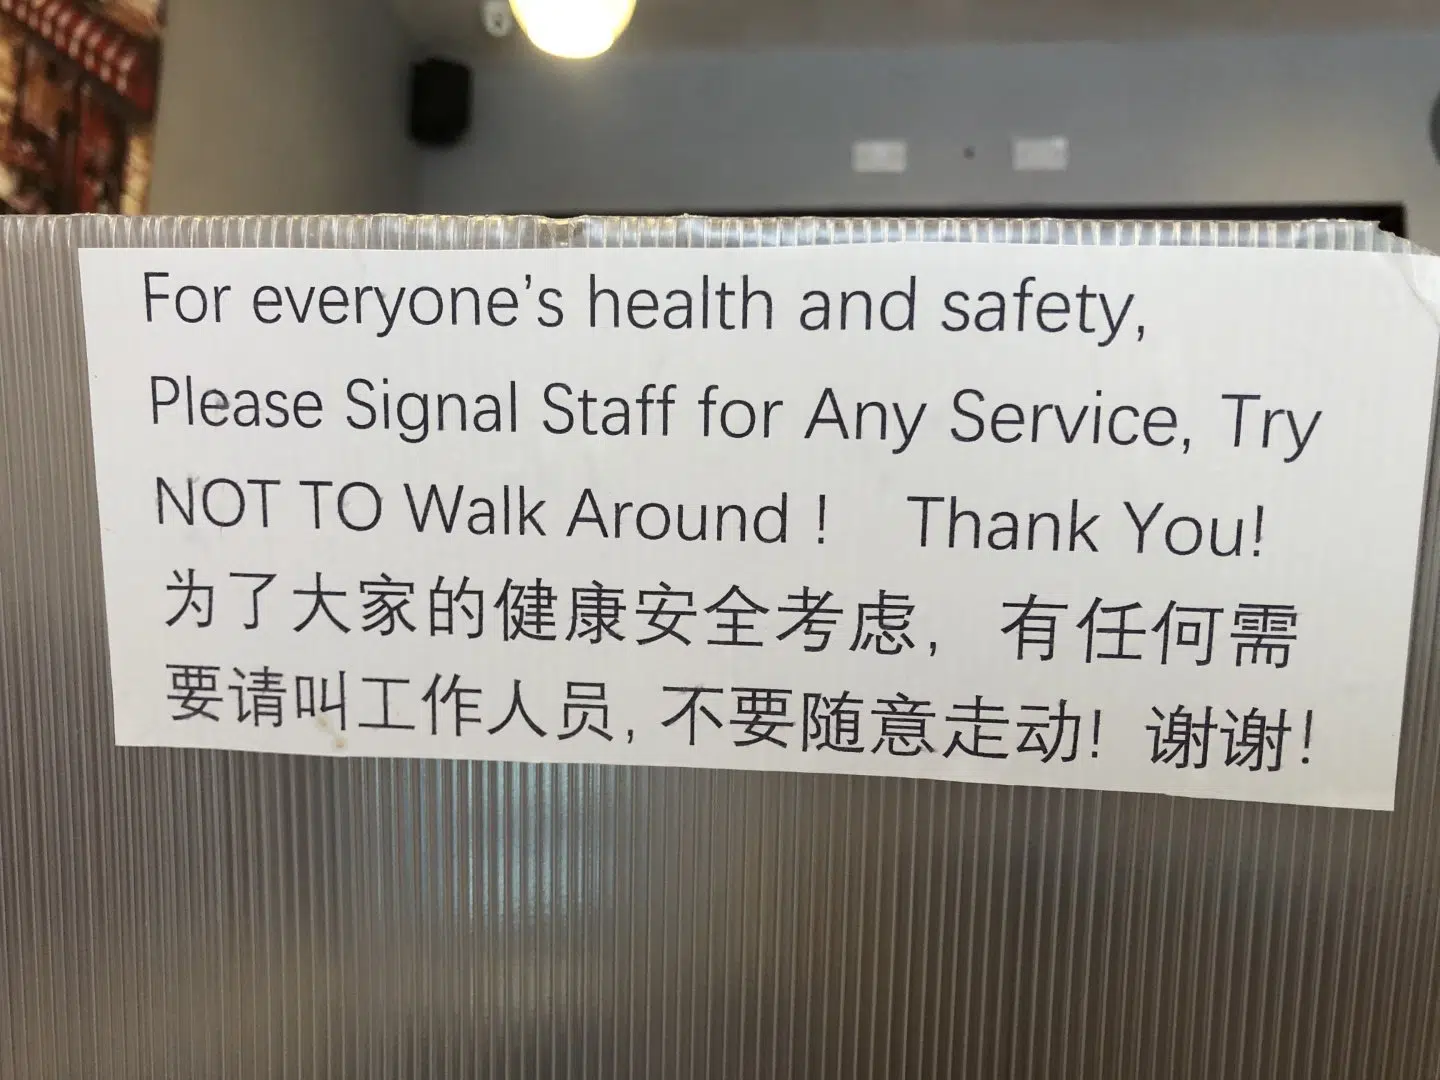 For everyone's health and safety,
Please Signal Staff for Any Service, Try
NOT TO Walk Around !    Thank You!
为了大家的健康安全考虑，有任何需
要请叫工作人员, 不要随意走动! 谢谢!